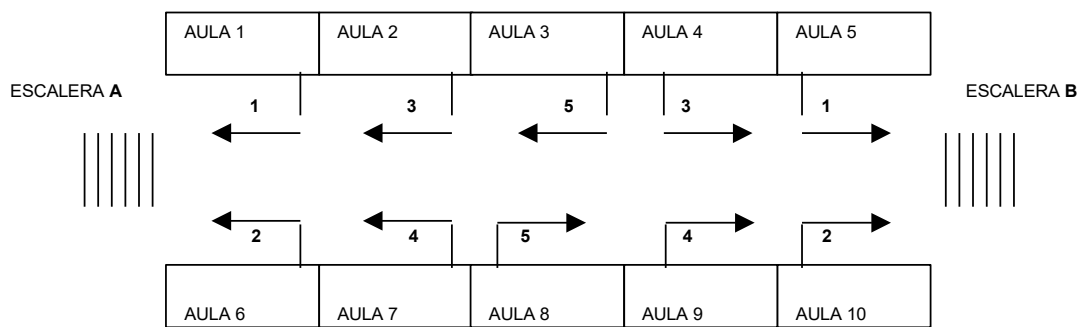 AULA 1 AULA 2 AULA 3 AULA 4 AULA 5
ESCALERA A ESCALERA B
1 3 5 3 1
2 4 5 4 2
AULA 6 AULA 7 AULA 8 AULA 9 AULA 10